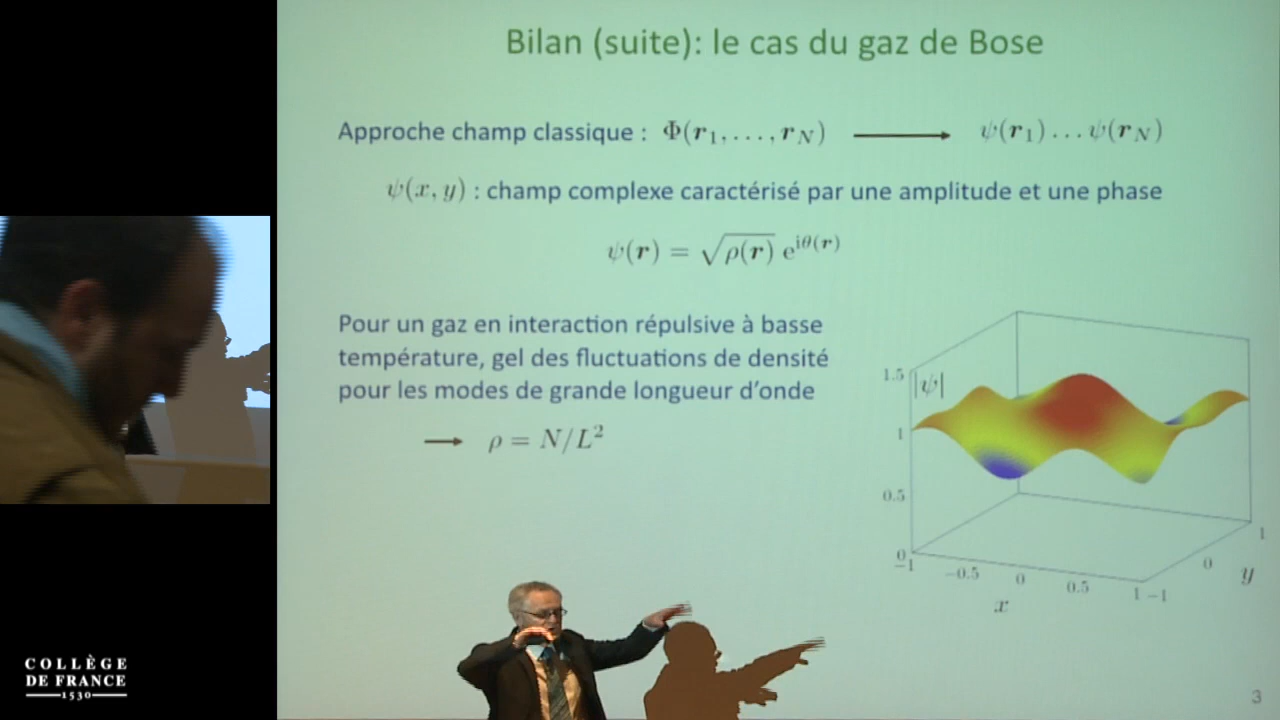 Bilan (suite): le cas du gaz de Bose
Approche champ classique : Φ(r₁, . . . , r_N) ⟶ ψ(r₁) . . . ψ(r_N)
ψ(x, y) : champ complexe caractérisé par une amplitude et une phase
ψ(r) = √ρ(r) e^{iθ(r)}
Pour un gaz en interaction répulsive à basse
température, gel des fluctuations de densité
pour les modes de grande longueur d'onde
⟶ ρ = N/L²
1.5
|ψ|
1
0.5
0
−1
−0.5
0
0.5
1
−1
0
1
x
y
COLLÈGE
DE FRANCE
1530
3